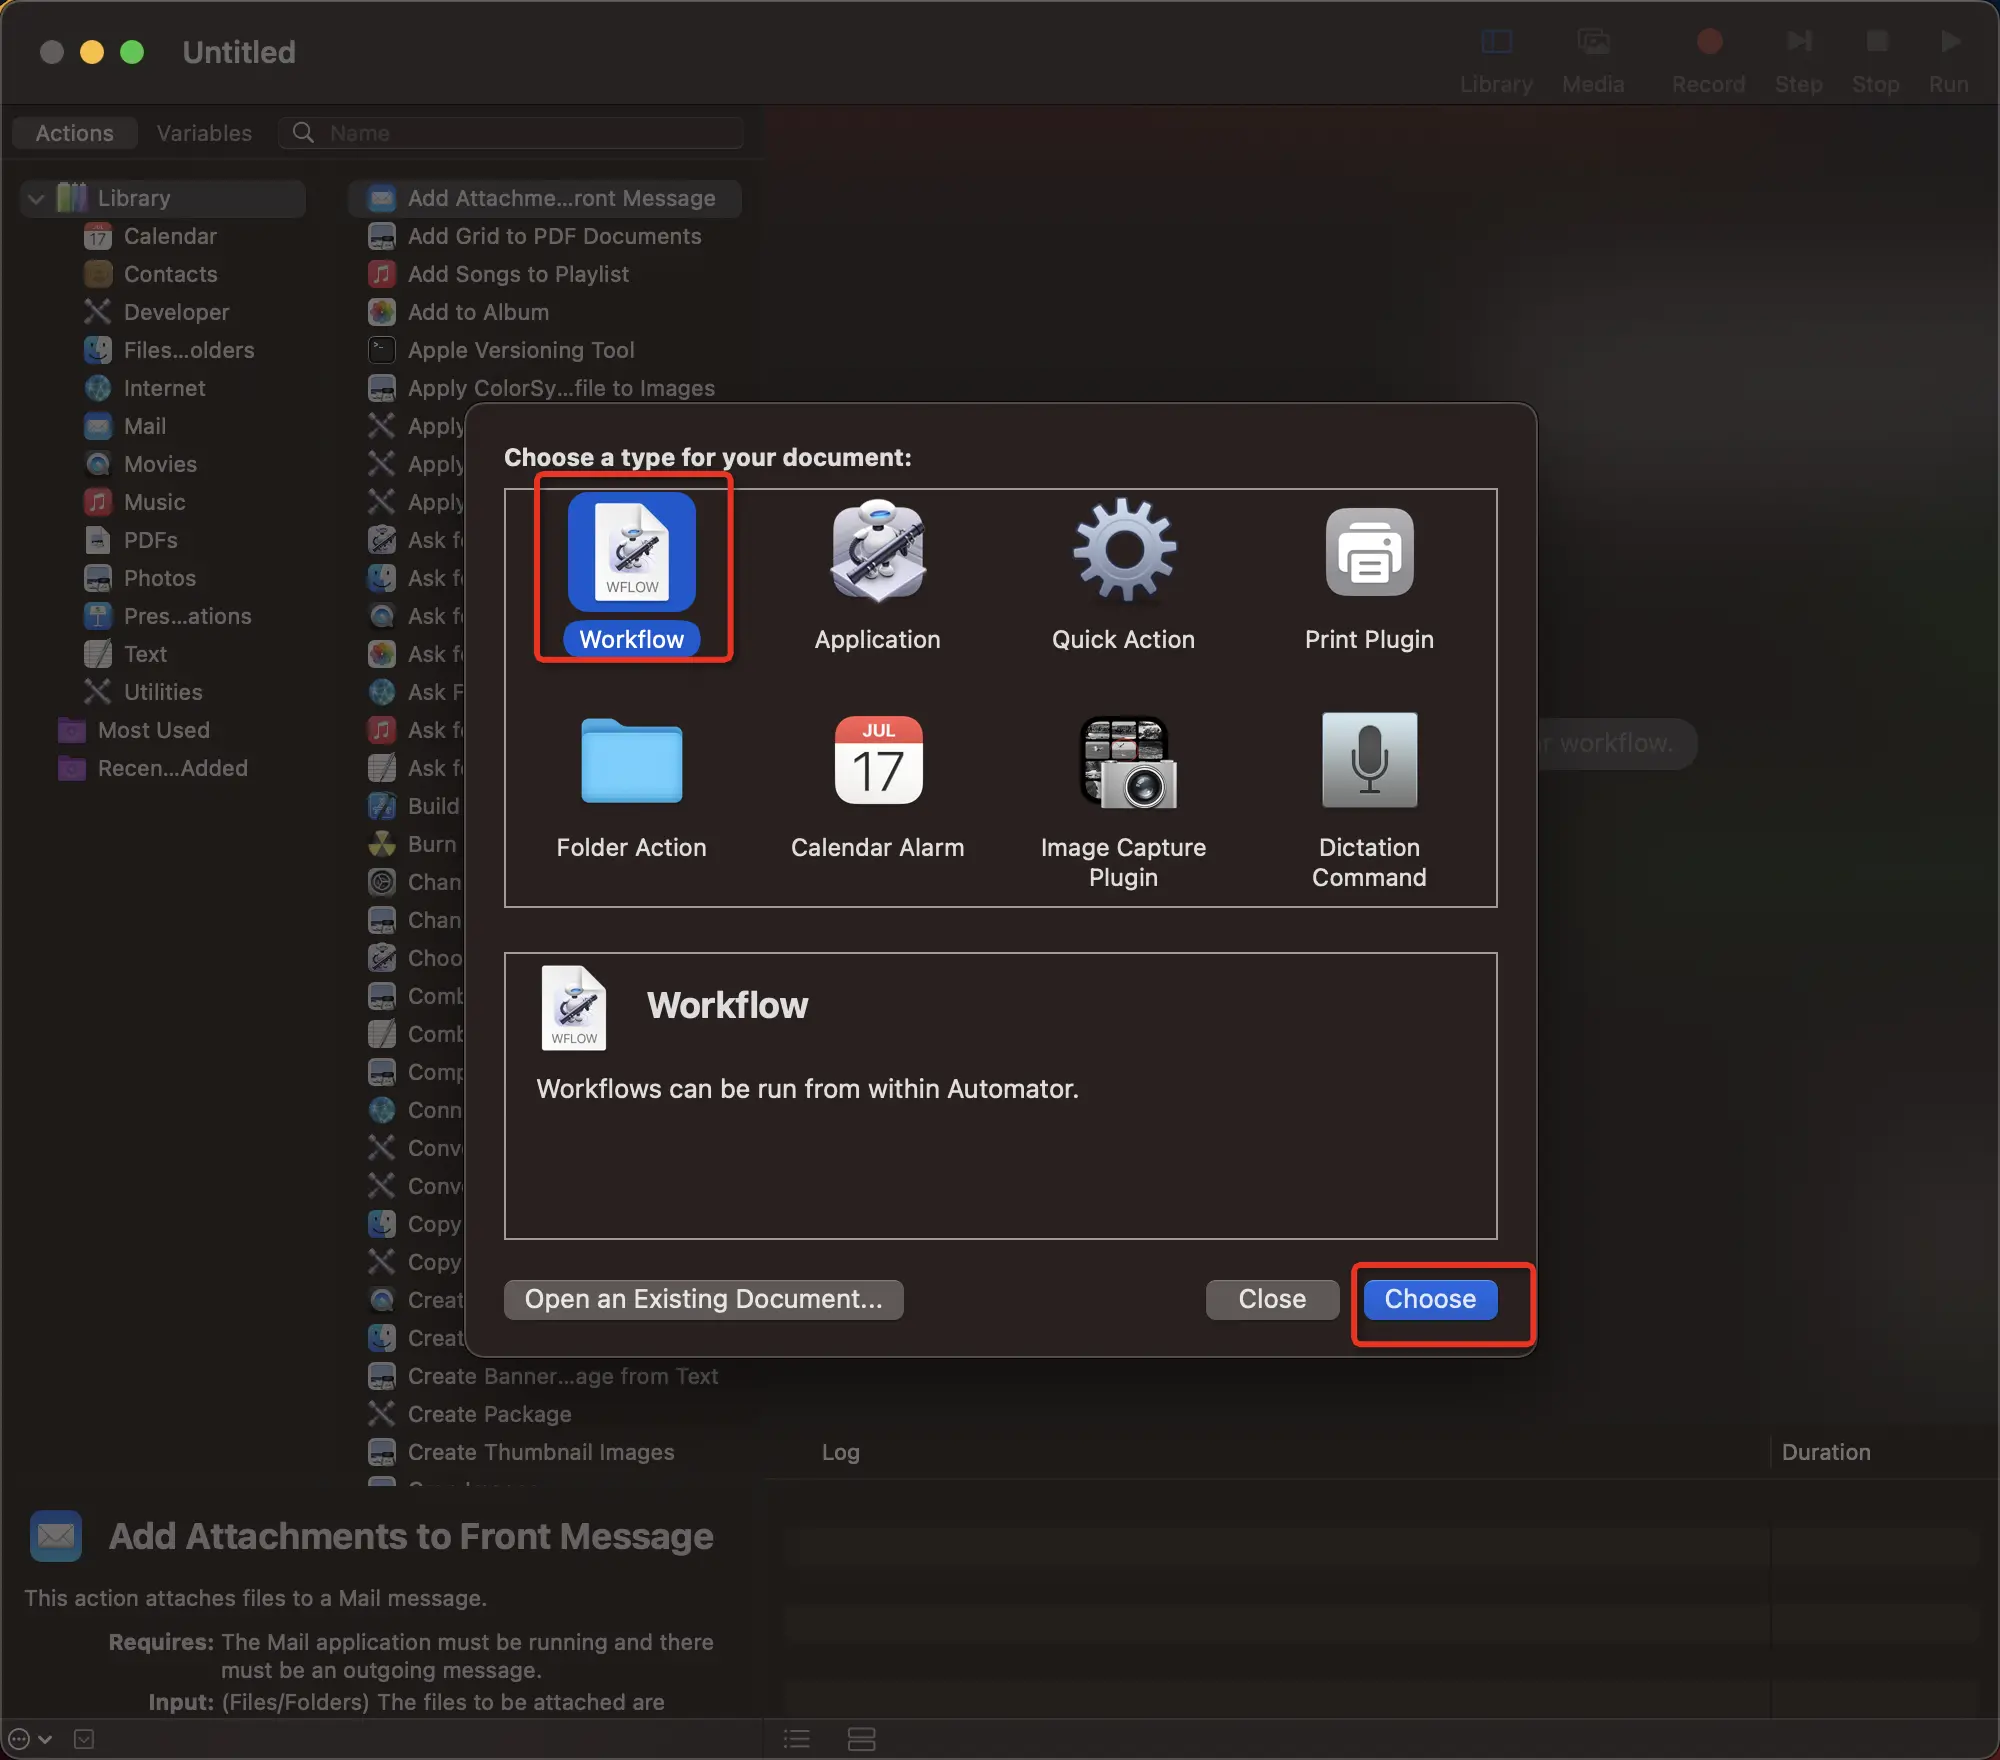 Untitled
Library
Media
Record
Step
Stop
Run
Actions
Variables
Name
Library
Calendar
Contacts
Developer
Files...olders
Internet
Mail
Movies
Music
PDFs
Photos
Pres...ations
Text
Utilities
Most Used
Recen...Added
Add Attachme...ront Message
Add Grid to PDF Documents
Add Songs to Playlist
Add to Album
Apple Versioning Tool
Apply ColorSy...file to Images
Apply
Apply
Apply
Ask f
Ask f
Ask f
Ask f
Ask F
Ask f
Ask f
Build
Burn
Chan
Chan
Choo
Comb
Comb
Comp
Conn
Conv
Conv
Copy
Copy
Creat
Creat
Create Banner...age from Text
Create Package
Create Thumbnail Images
Choose a type for your document:
WFLOW
Workflow
Application
Quick Action
Print Plugin
Folder Action
JUL
17
Calendar Alarm
Image Capture
Plugin
Dictation
Command
r workflow.
WFLOW
Workflow
Workflows can be run from within Automator.
Open an Existing Document...
Close
Choose
Log
Duration
Add Attachments to Front Message
This action attaches files to a Mail message.
Requires: The Mail application must be running and there
must be an outgoing message.
Input: (Files/Folders) The files to be attached are